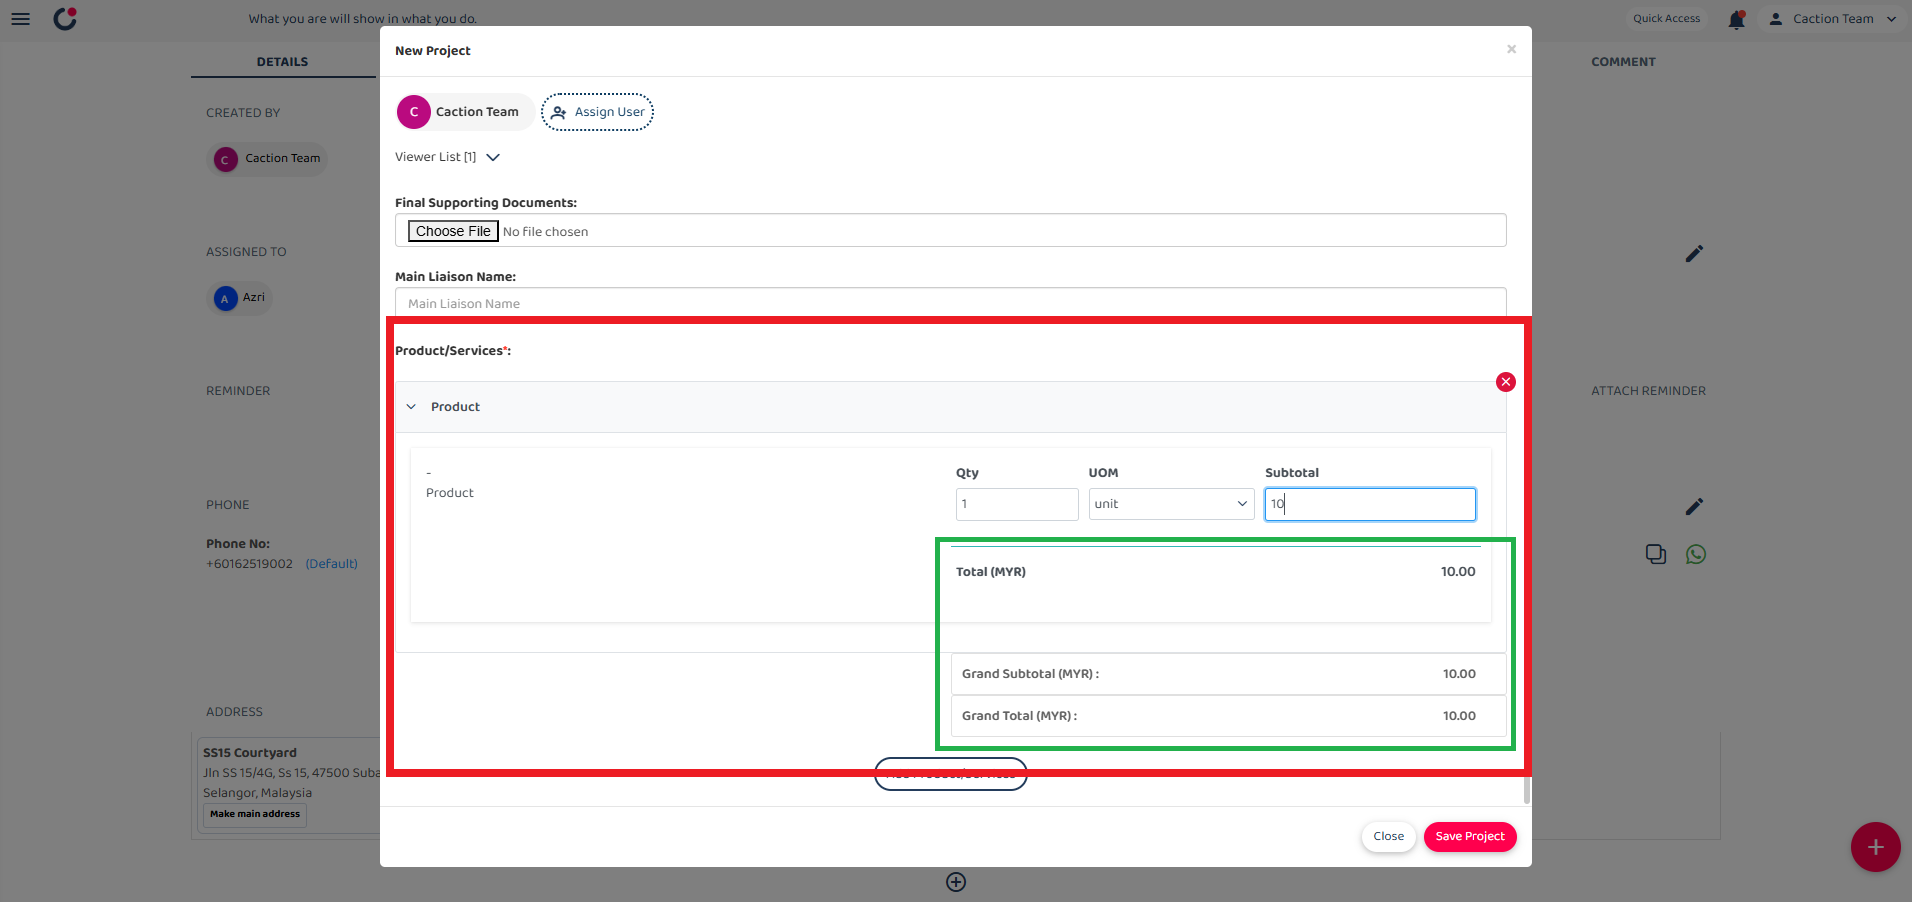 What you are will show in what you do.
Quick Access
Caction Team
New Project
×
DETAILS
COMMENT
CREATED BY
C Caction Team
C Caction Team
Assign User
Viewer List [1]
Final Supporting Documents:
Choose File No file chosen
ASSIGNED TO
A Azri
Main Liaison Name:
Main Liaison Name
Product/Services*:
REMINDER
ATTACH REMINDER
Product
-
Product
Qty UOM Subtotal
1 unit 10
PHONE
Phone No:
+60162519002 (Default)
Total (MYR) 10.00
Grand Subtotal (MYR) : 10.00
Grand Total (MYR) : 10.00
ADDRESS
SS15 Courtyard
Jln SS 15/4G, Ss 15, 47500 Suba
Selangor, Malaysia
Make main address
Close
Save Project